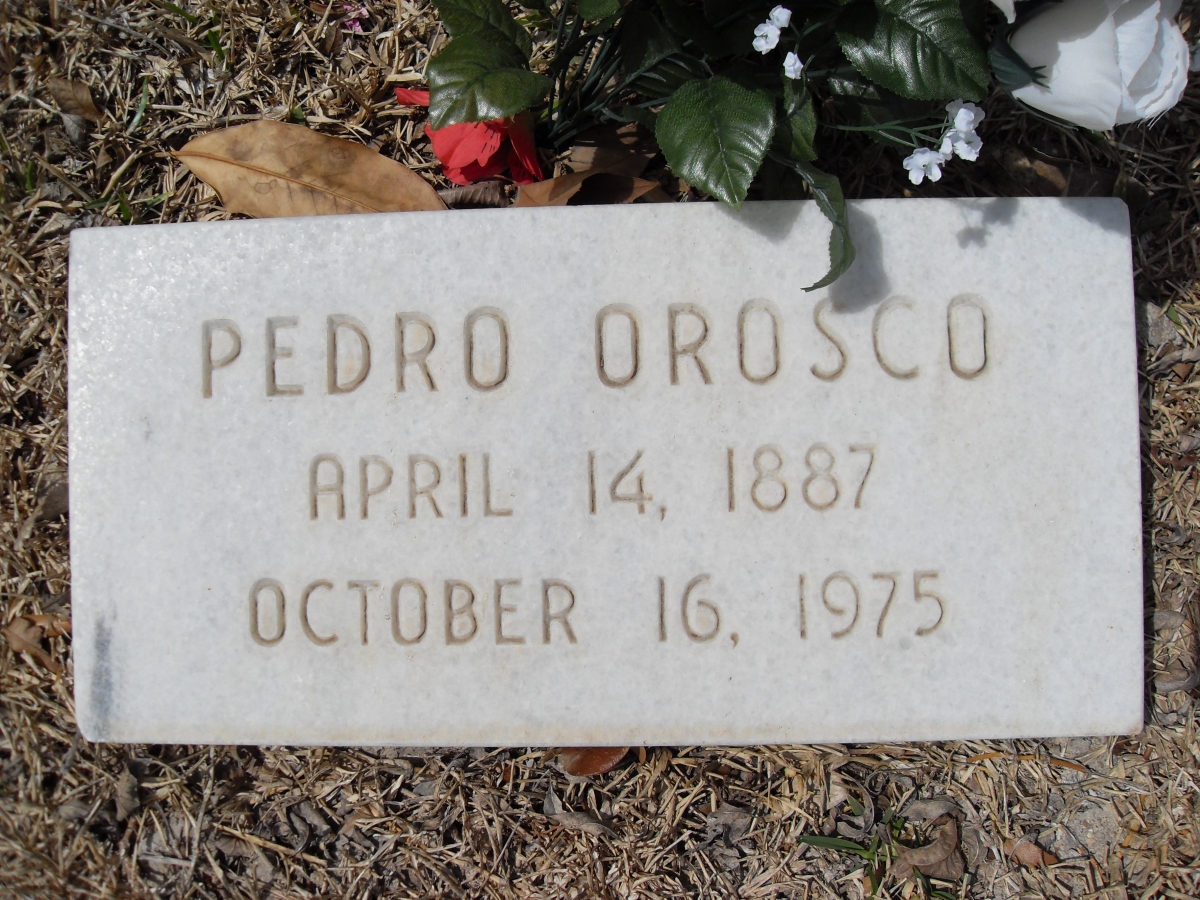 PEDRO OROSCO
APRIL 14, 1887
OCTOBER 16, 1975